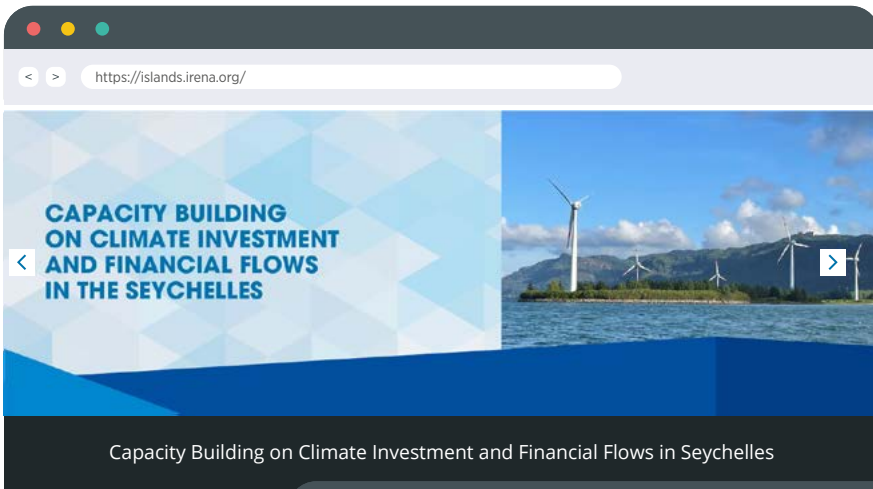 < >
https://islands.irena.org/
CAPACITY BUILDING
ON CLIMATE INVESTMENT
AND FINANCIAL FLOWS
IN THE SEYCHELLES
Capacity Building on Climate Investment and Financial Flows in Seychelles